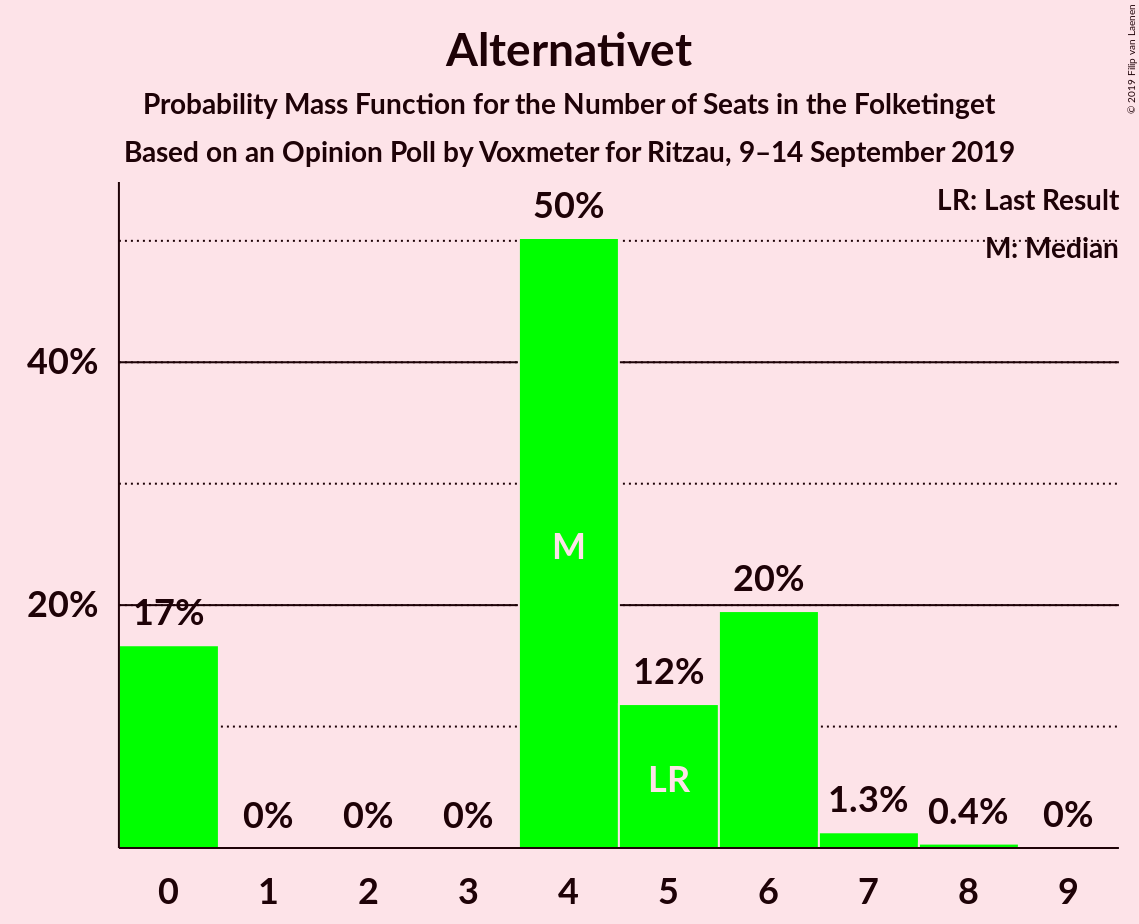 Alternativet
Probability Mass Function for the Number of Seats in the Folketinget
Based on an Opinion Poll by Voxmeter for Ritzau, 9–14 September 2019
© 2019 Filip van Laenen
LR: Last Result
M: Median
50%
40%
M
20%
20%
17%
12%
LR
1.3%
0.4%
0%
0%
0%
0%
0 1 2 3 4 5 6 7 8 9